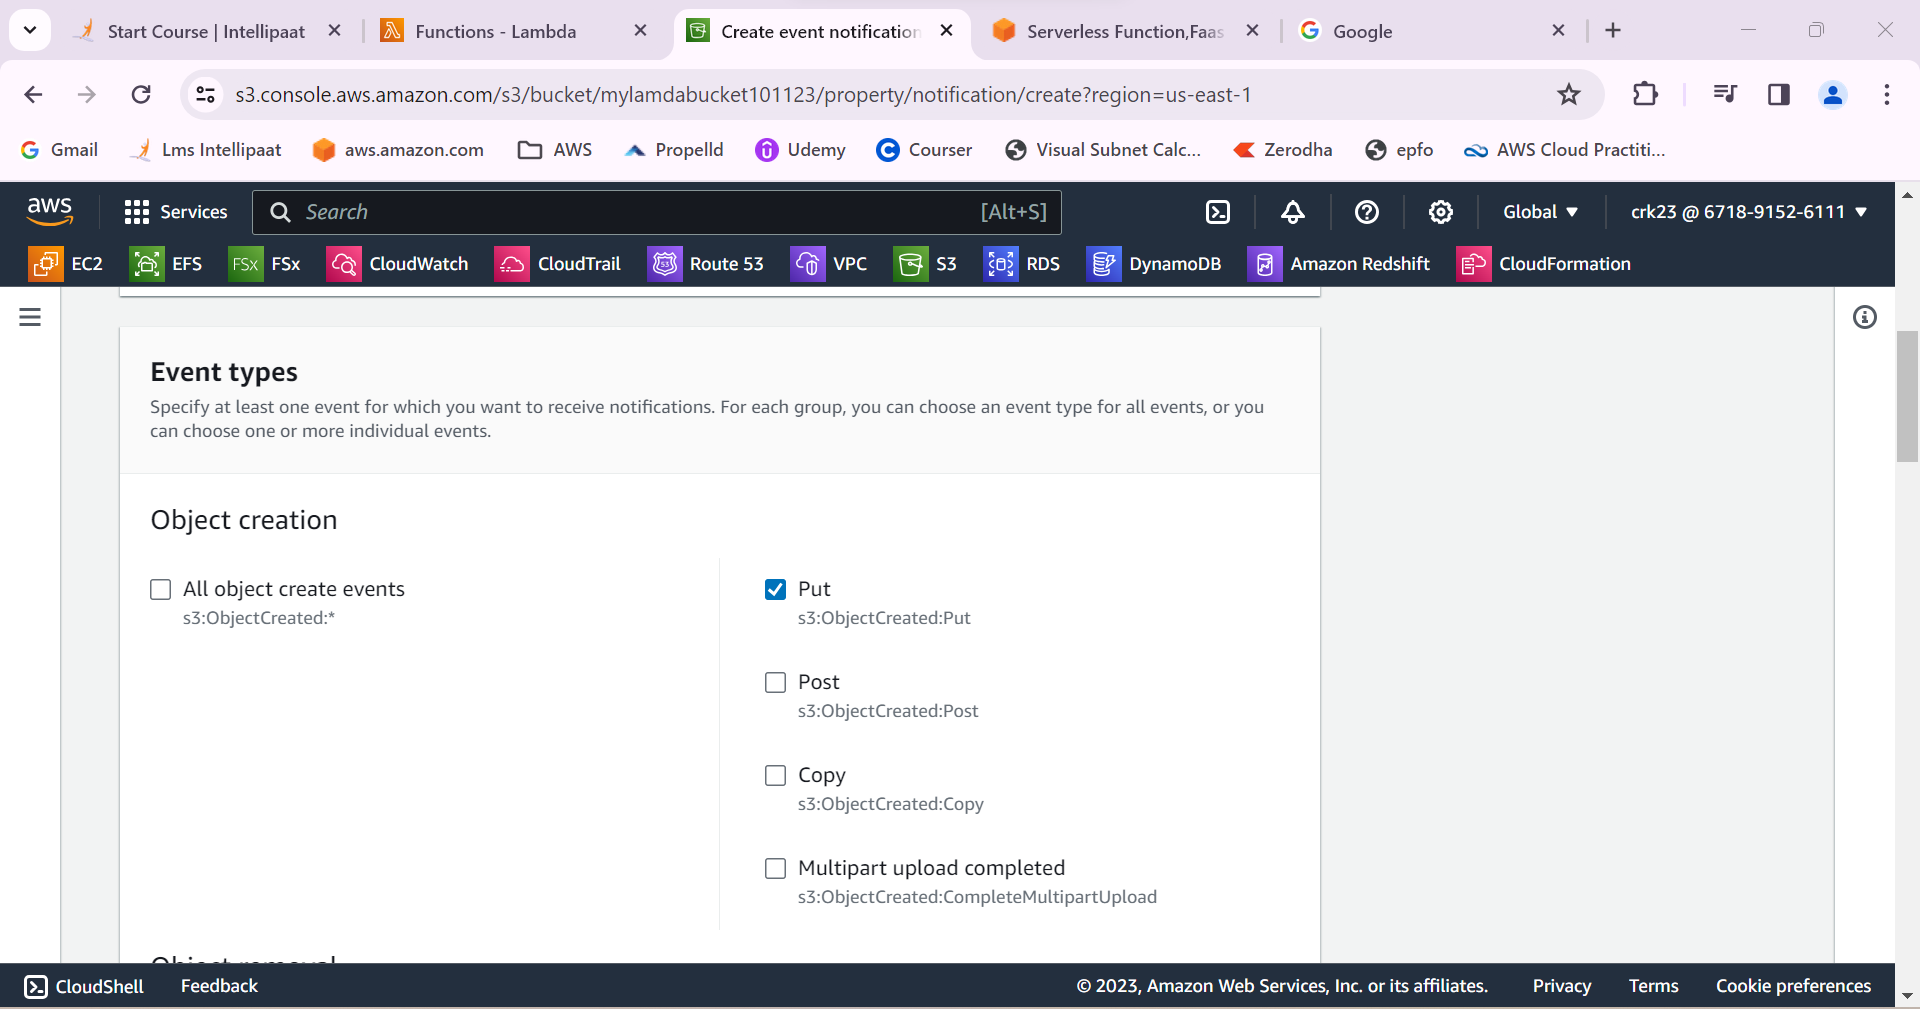 Start Course | Intellipaat
Functions - Lambda
Create event notification
Serverless Function,Faas
Google
s3.console.aws.amazon.com/s3/bucket/mylamdabucket101123/property/notification/create?region=us-east-1
Gmail
Lms Intellipaat
aws.amazon.com
AWS
Propelld
Udemy
Courser
Visual Subnet Calc...
Zerodha
epfo
AWS Cloud Practiti...
aws
Services
Search
[Alt+S]
Global
crk23 @ 6718-9152-6111
EC2
EFS
FSx
FSx
CloudWatch
CloudTrail
53
Route 53
VPC
S3
RDS
DynamoDB
Amazon Redshift
CloudFormation
Event types
Specify at least one event for which you want to receive notifications. For each group, you can choose an event type for all events, or you
can choose one or more individual events.
Object creation
All object create events
s3:ObjectCreated:*
Put
s3:ObjectCreated:Put
Post
s3:ObjectCreated:Post
Copy
s3:ObjectCreated:Copy
Multipart upload completed
s3:ObjectCreated:CompleteMultipartUpload
Object removal
CloudShell
Feedback
© 2023, Amazon Web Services, Inc. or its affiliates.
Privacy
Terms
Cookie preferences